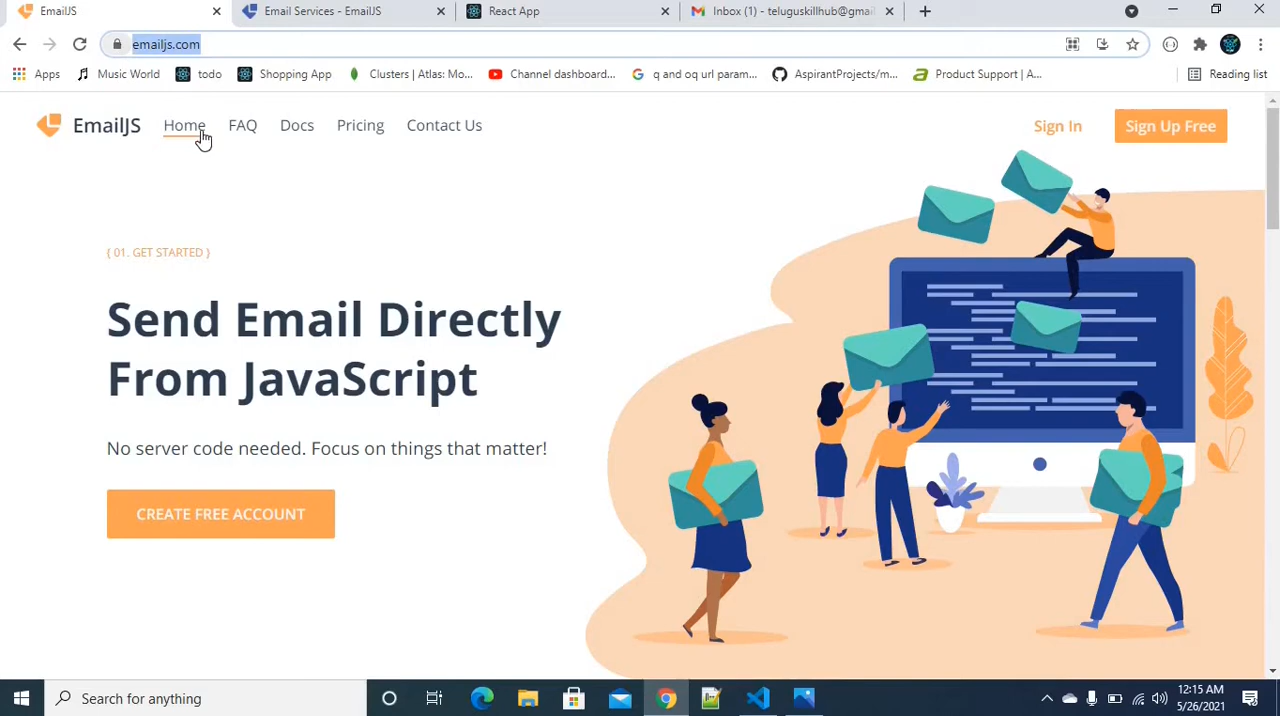 EmailJS
Email Services - EmailJS
React App
Inbox (1) - teluguskillhub@gmail
emailjs.com
Apps
Music World
todo
Shopping App
Clusters | Atlas: Mo...
Channel dashboard...
q and oq url param...
AspirantProjects/m...
Product Support | A...
Reading list
EmailJS
Home
FAQ
Docs
Pricing
Contact Us
Sign In
Sign Up Free
{ 01. GET STARTED }
Send Email Directly
From JavaScript
No server code needed. Focus on things that matter!
CREATE FREE ACCOUNT
Search for anything
12:15 AM
5/26/2021